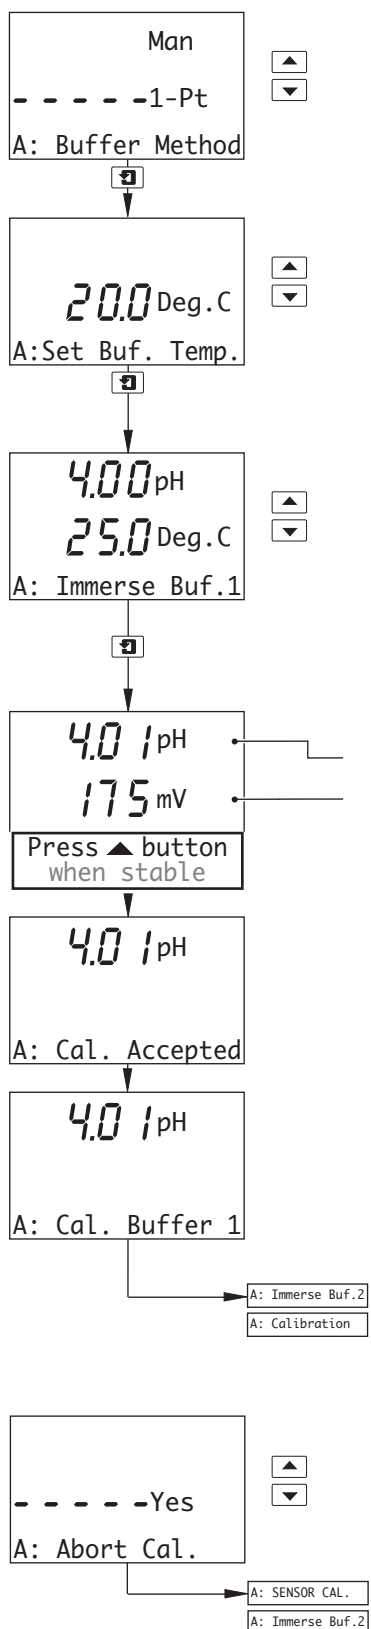 Man
- - - - -1-Pt
A: Buffer Method
20.0 Deg.C
A:Set Buf. Temp.
4.00 pH
25.0 Deg.C
A: Immerse Buf.1
4.01 pH
175 mV
Press ▲ button
when stable
4.01 pH
A: Cal. Accepted
4.01 pH
A: Cal. Buffer 1
A: Immerse Buf.2
A: Calibration
- - - - -Yes
A: Abort Cal.
A: SENSOR CAL.
A: Immerse Buf.2